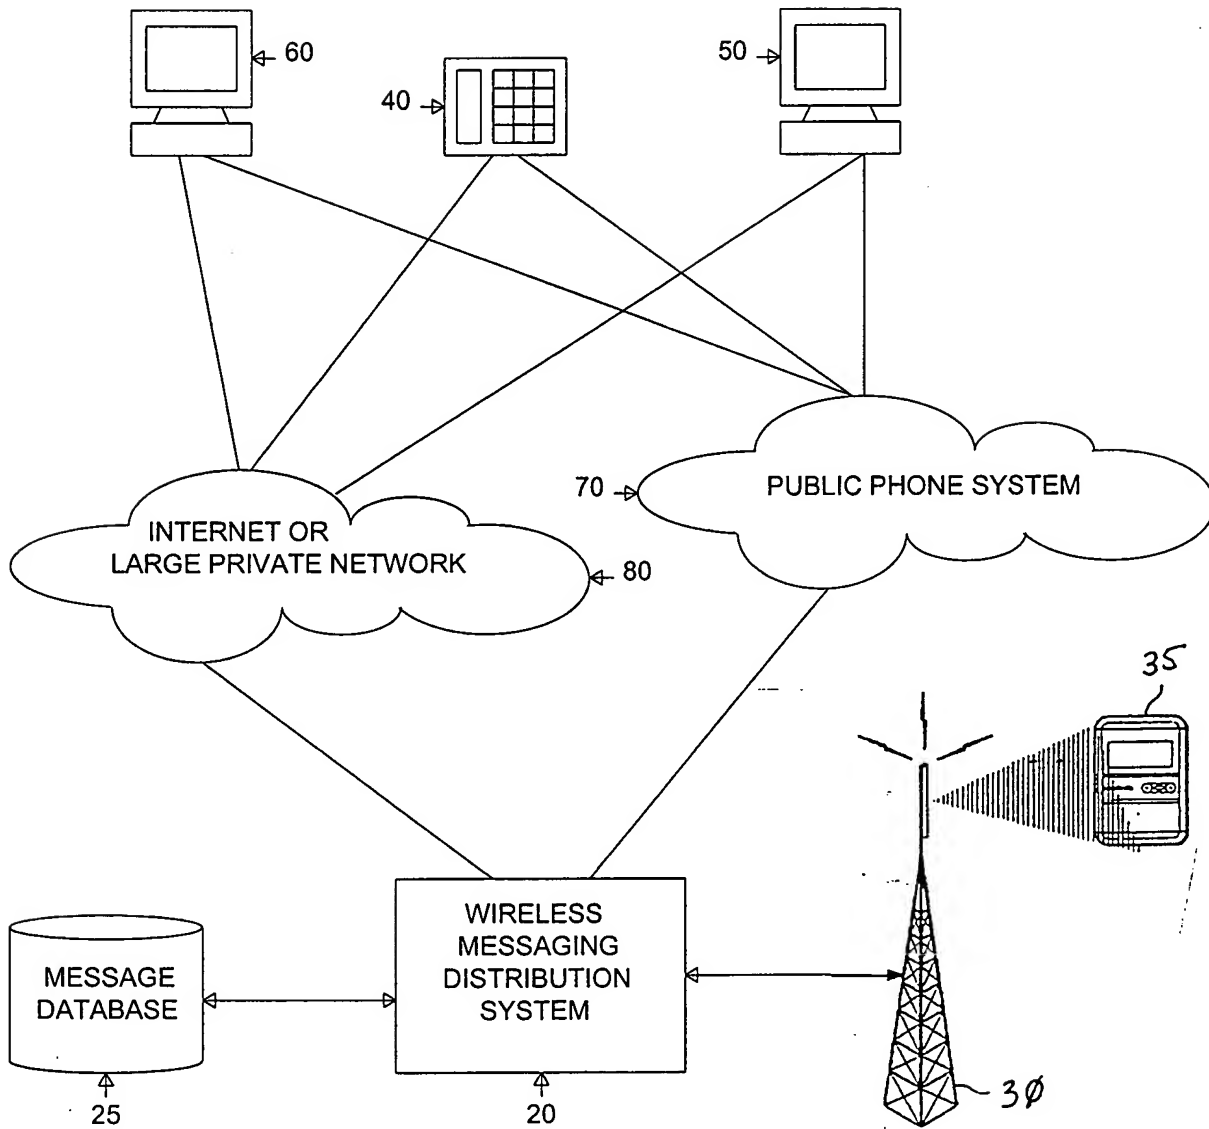 60
50
40
PUBLIC PHONE SYSTEM
70
INTERNET OR
LARGE PRIVATE NETWORK
80
35
WIRELESS
MESSAGING
DISTRIBUTION
SYSTEM
MESSAGE
DATABASE
30
25
20